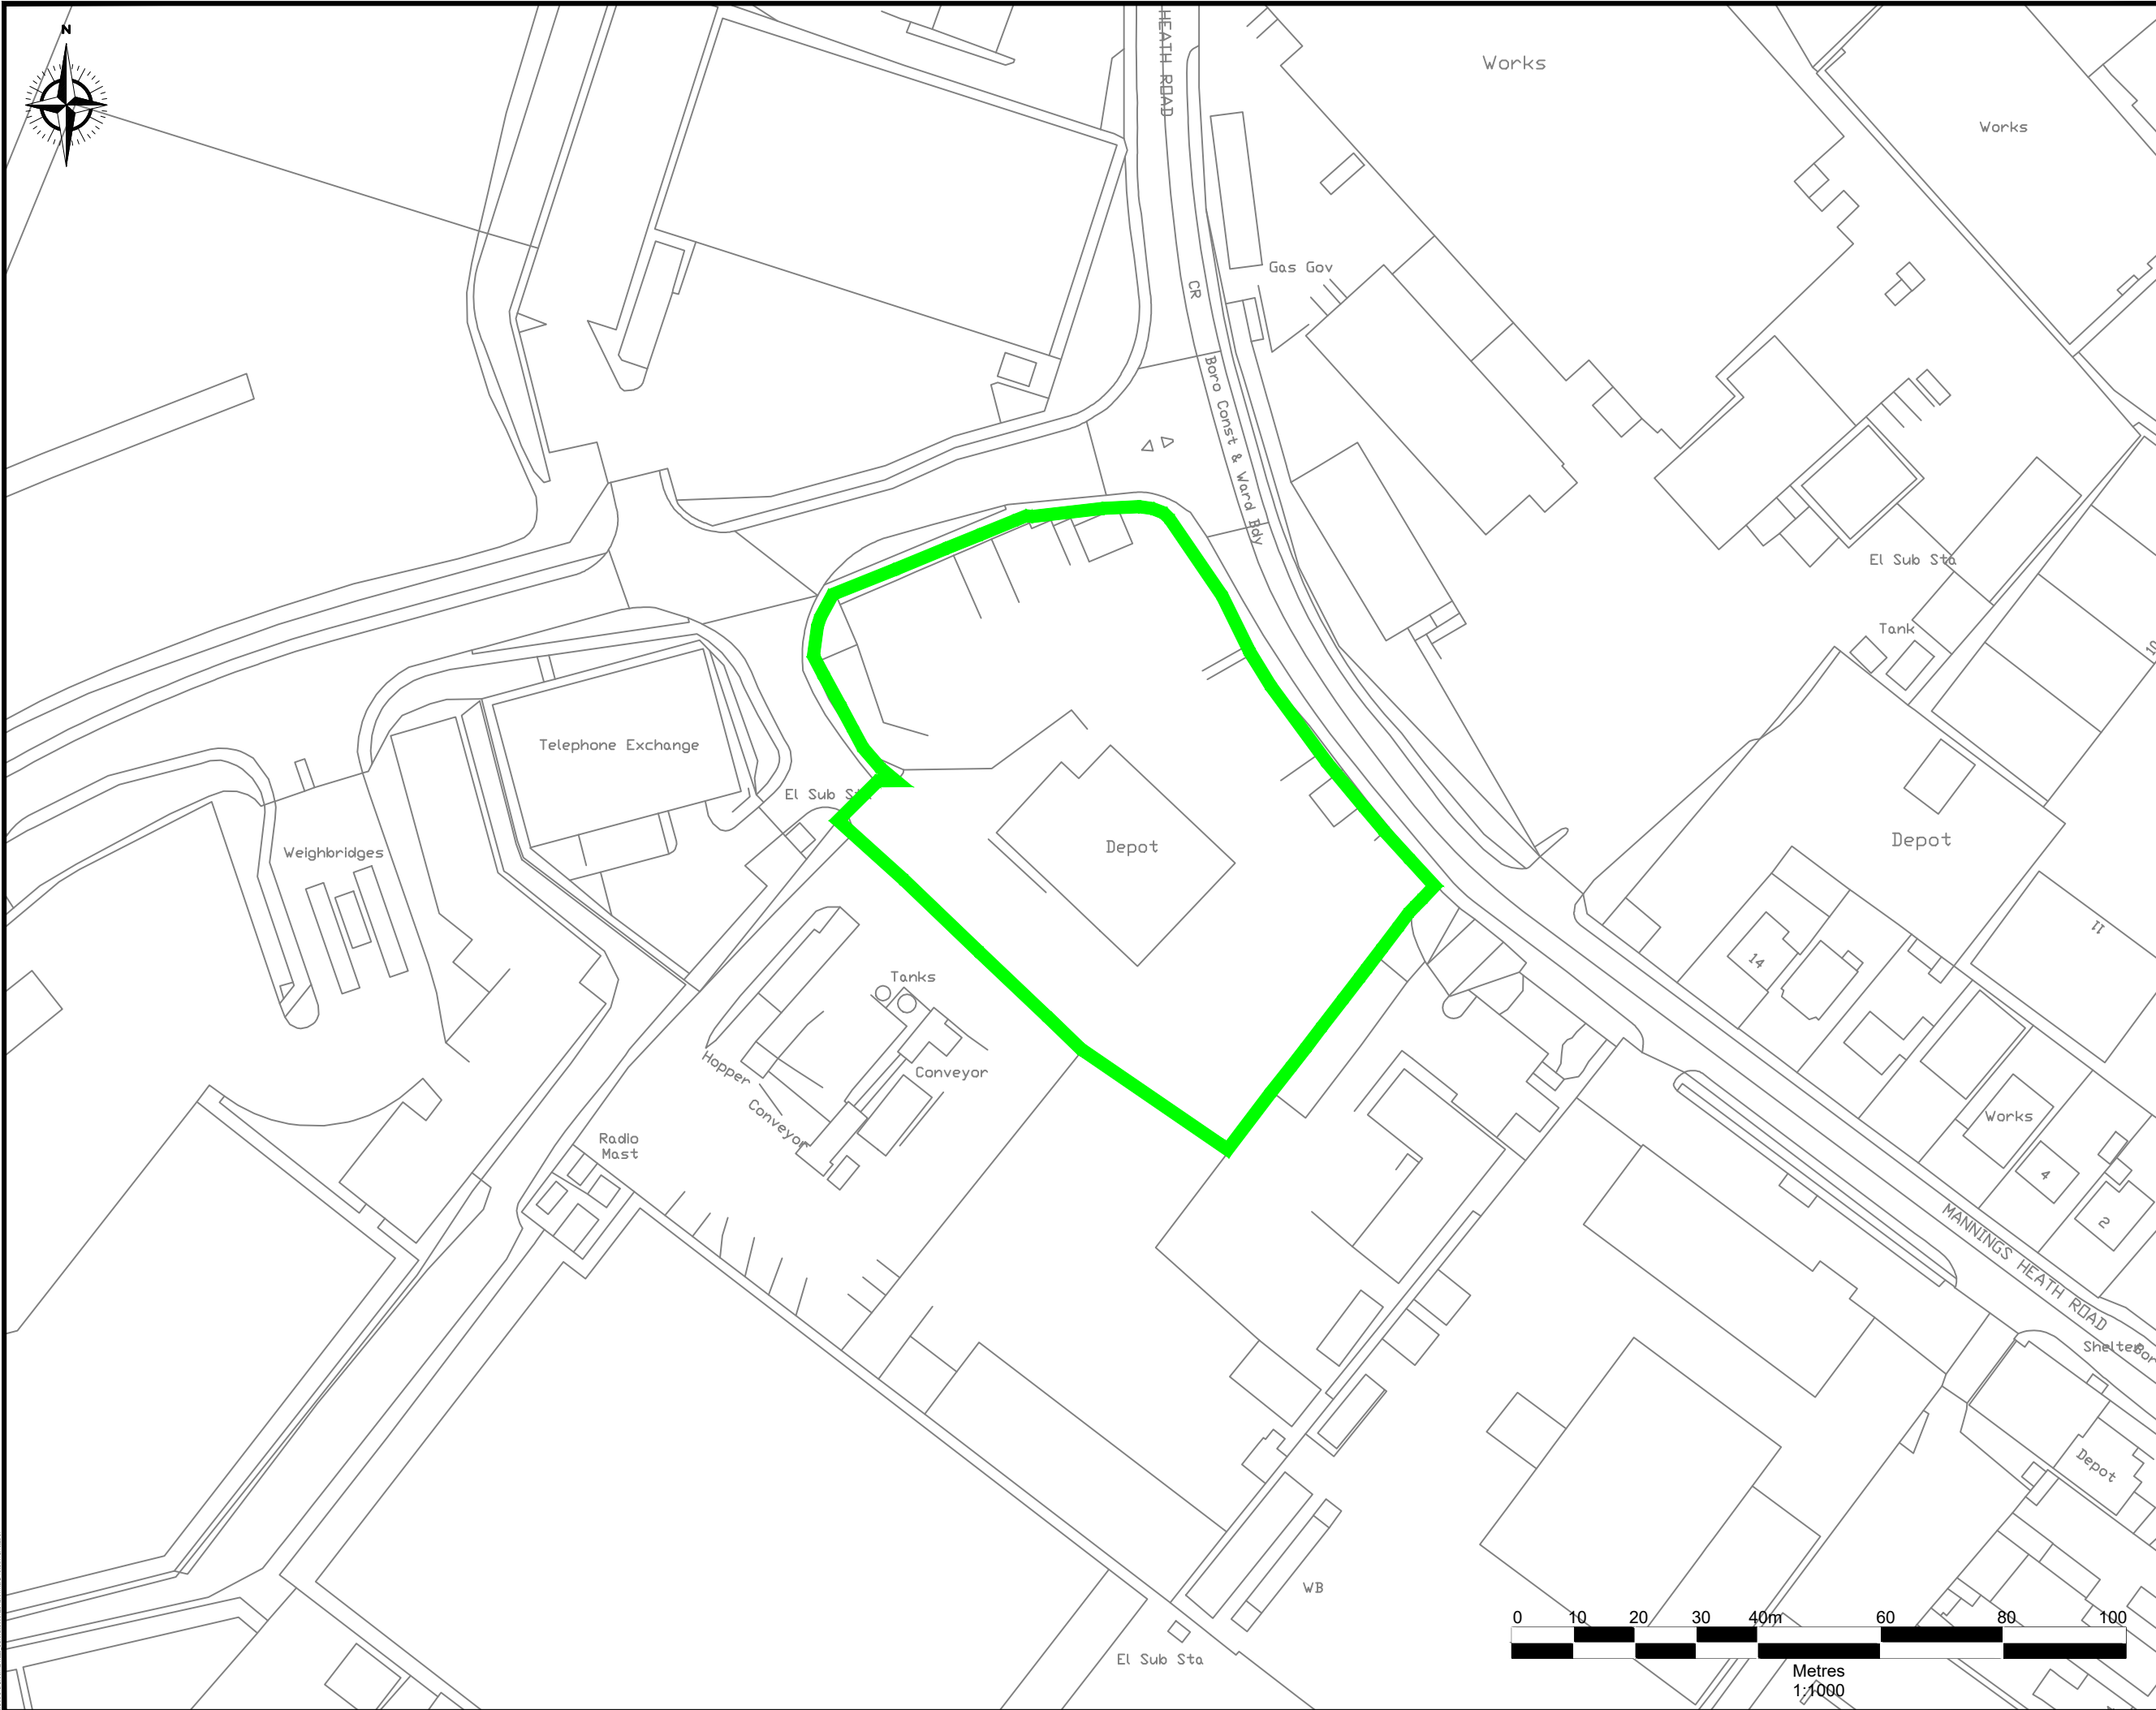 N
HEATH ROAD
Works
Works
Gas Gov
CR
Boro Const & Ward Bdy
El Sub Sta
Tank
Telephone Exchange
El Sub Sta
Depot
Depot
Weighbridges
11
14
Tanks
Hopper
Conveyor
Conveyor
Works
Radio
Mast
4
2
MANNINGS HEATH ROAD
Shelter
Depot
WB
El Sub Sta
0 10 20 30 40m 60 80 100
Metres
1:1000